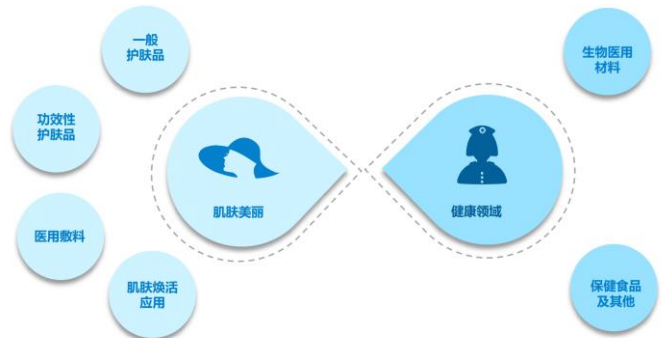 一般
护肤品
功效性
护肤品
医用敷料
肌肤焕活
应用
肌肤美丽
健康领域
生物医用
材料
保健食品
及其他